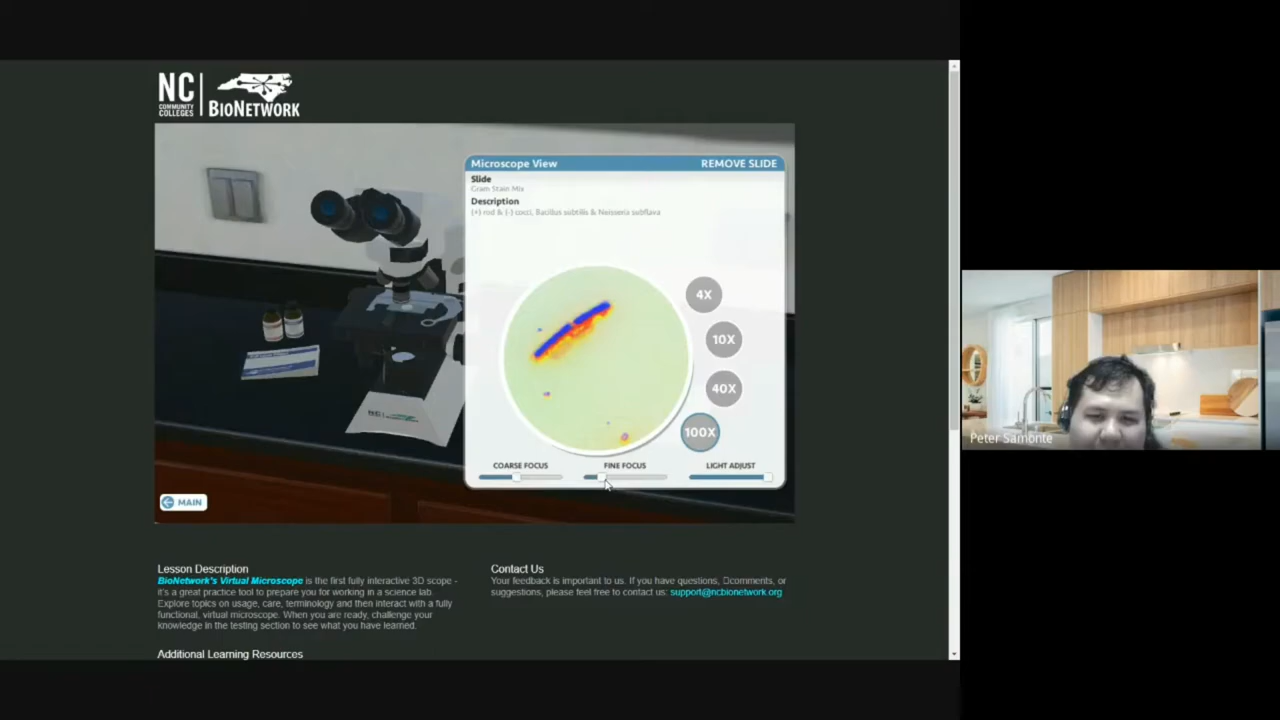 NC
COMMUNITY
COLLEGES
BIONETWORK
Microscope View
REMOVE SLIDE
Slide
Gram Stain Mix
Description
(+) rod & (-) cocci, Bacillus subtilis & Neisseria subflava
4X
10X
40X
100X
COARSE FOCUS
FINE FOCUS
LIGHT ADJUST
MAIN
Lesson Description
BioNetwork's Virtual Microscope is the first fully interactive 3D scope -
it's a great practice tool to prepare you for working in a science lab.
Explore topics on usage, care, terminology and then interact with a fully
functional, virtual microscope. When you are ready, challenge your
knowledge in the testing section to see what you have learned.
Additional Learning Resources
Contact Us
Your feedback is important to us. If you have questions, Dcomments, or
suggestions, please feel free to contact us: support@ncbionetwork.org
Peter Samonte